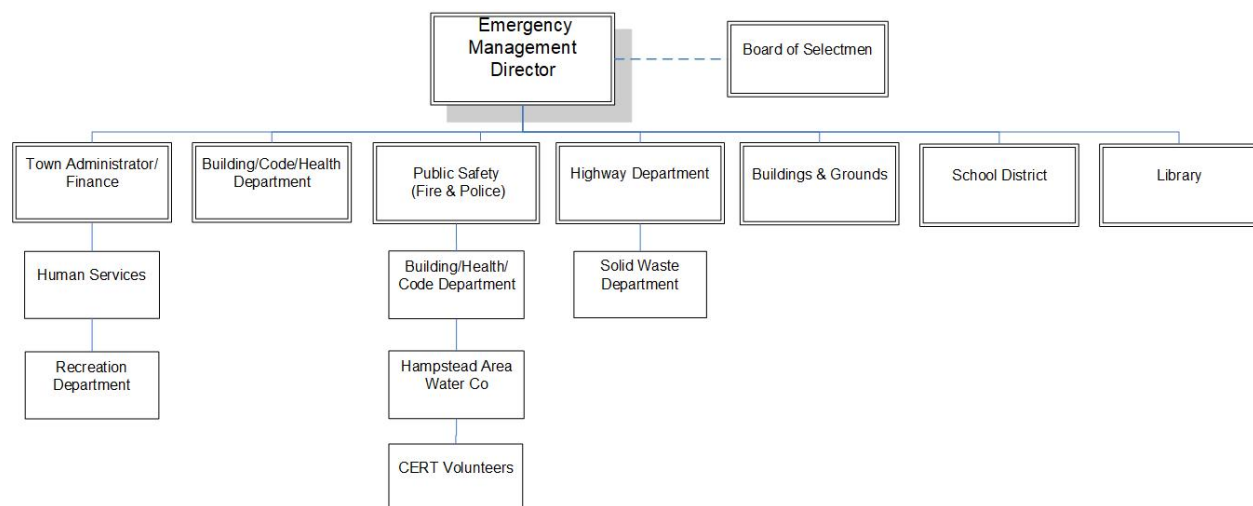 Emergency
Management
Director
Board of Selectmen
Town Administrator/
Finance
Building/Code/Health
Department
Public Safety
(Fire & Police)
Highway Department
Buildings & Grounds
School District
Library
Human Services
Building/Health/
Code Department
Solid Waste
Department
Recreation
Department
Hampstead Area
Water Co
CERT Volunteers